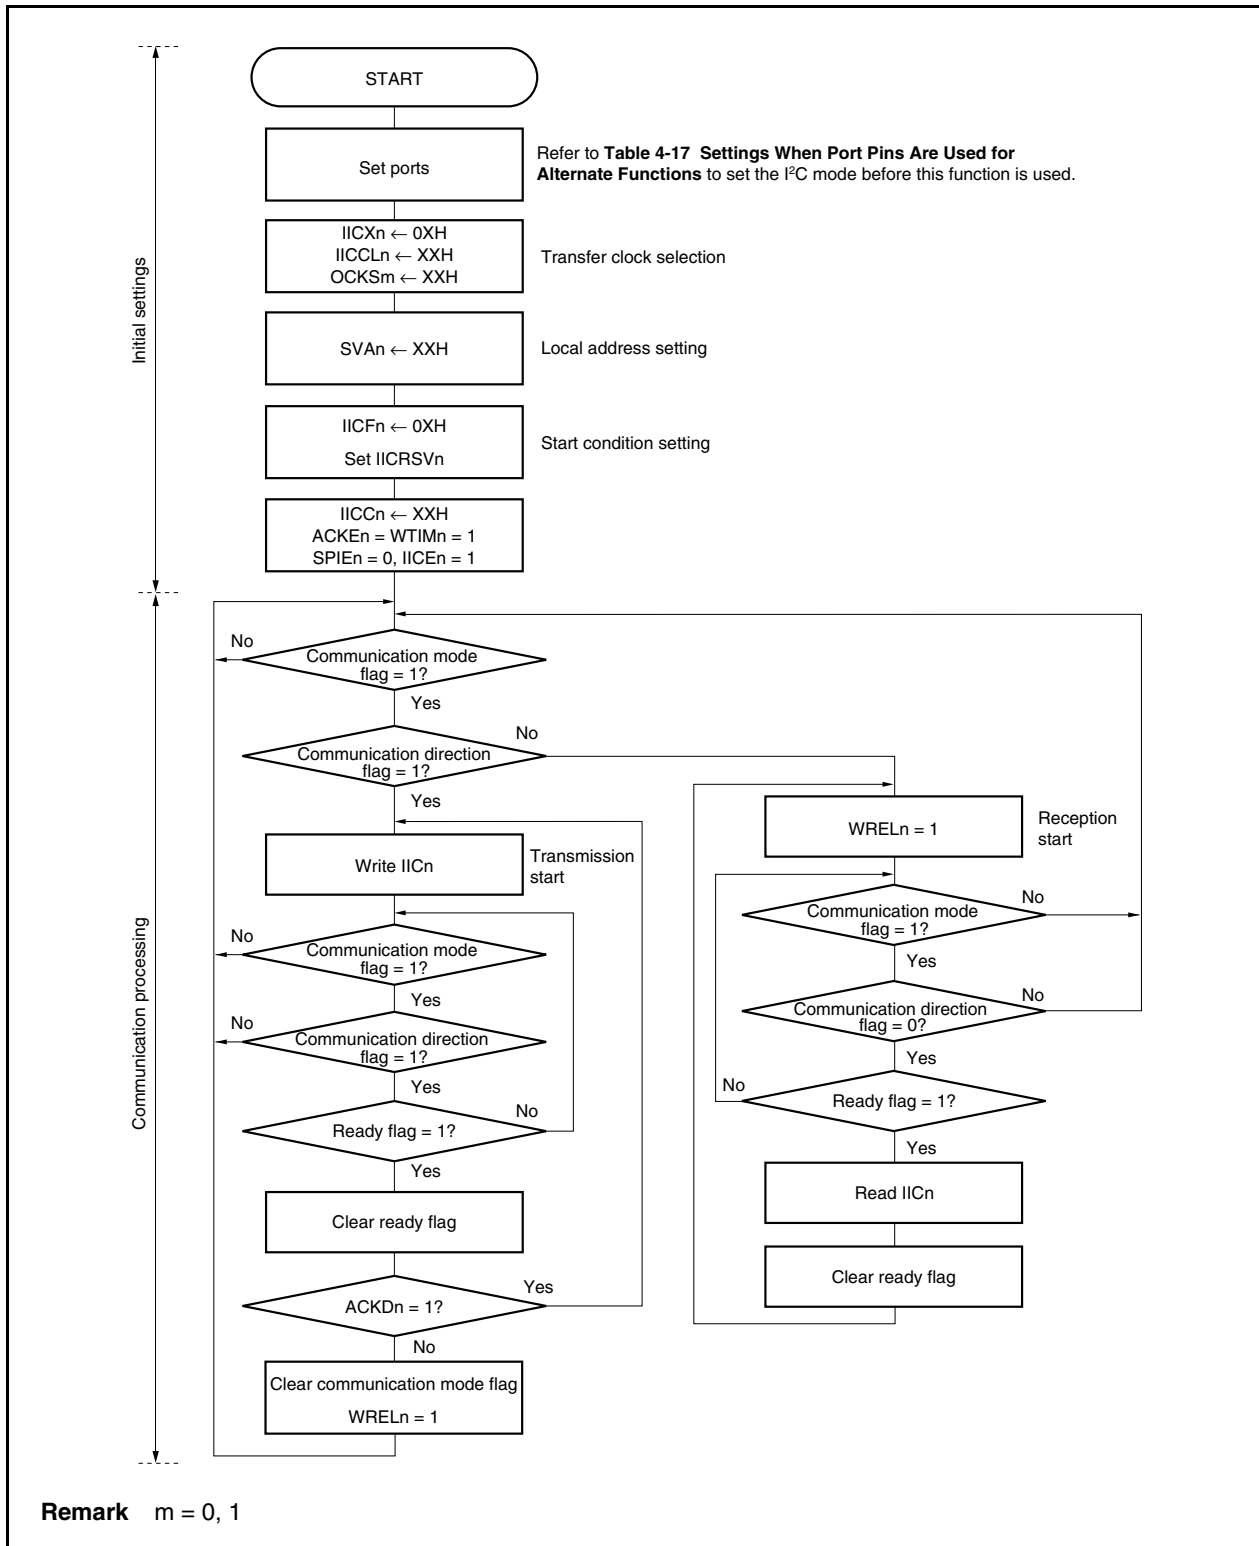 START
Set ports
Refer to Table 4-17 Settings When Port Pins Are Used for
Alternate Functions to set the I²C mode before this function is used.
IICXn ← 0XH
IICCLn ← XXH
OCKSm ← XXH
Transfer clock selection
Initial settings
SVAn ← XXH
Local address setting
IICFn ← 0XH
Set IICRSVn
Start condition setting
IICCn ← XXH
ACKEn = WTIMn = 1
SPIEn = 0, IICEn = 1
No
Communication mode
flag = 1?
Yes
Communication direction
flag = 1?
No
Yes
Write IICn
Transmission
start
No
Communication mode
flag = 1?
Yes
No
Communication direction
flag = 1?
Yes
Ready flag = 1?
No
Yes
Clear ready flag
ACKDn = 1?
Yes
No
Clear communication mode flag
WRELn = 1
WRELn = 1
Reception
start
Communication mode
flag = 1?
No
Yes
Communication direction
flag = 0?
No
Yes
No
Ready flag = 1?
Yes
Read IICn
Clear ready flag
Communication processing
Remark m = 0, 1